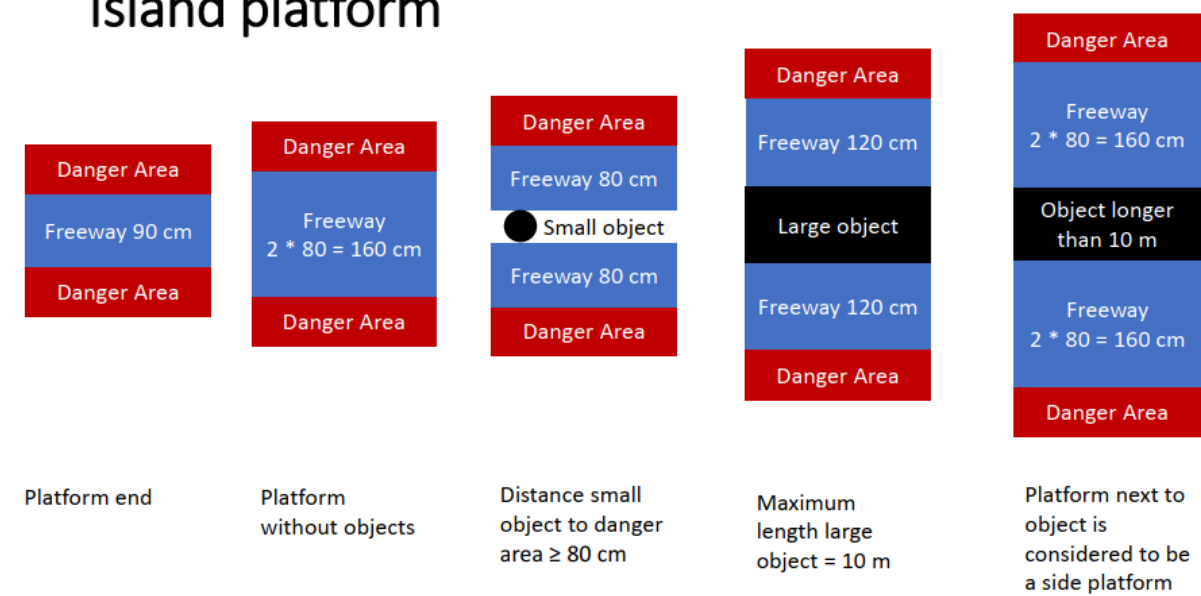 Island platform
Danger Area
Freeway 90 cm
Danger Area
Platform end
Danger Area
Freeway
2 * 80 = 160 cm
Danger Area
Platform
without objects
Danger Area
Freeway 80 cm
Small object
Freeway 80 cm
Danger Area
Distance small
object to danger
area ≥ 80 cm
Danger Area
Freeway 120 cm
Large object
Freeway 120 cm
Danger Area
Maximum
length large
object = 10 m
Danger Area
Freeway
2 * 80 = 160 cm
Object longer
than 10 m
Freeway
2 * 80 = 160 cm
Danger Area
Platform next to
object is
considered to be
a side platform